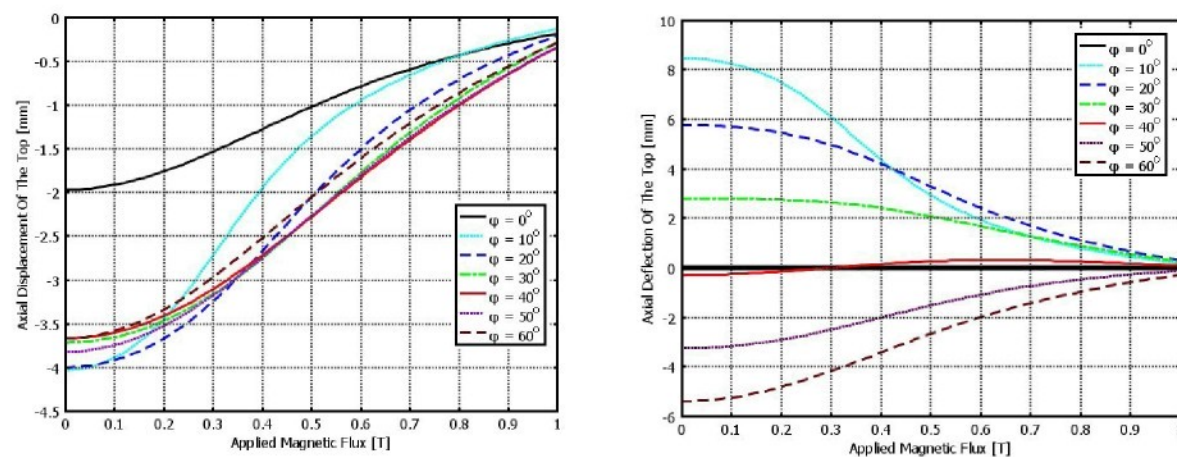 0
-0.5
-1
-1.5
-2
-2.5
-3
-3.5
-4
-4.5
Axial Displacement Of The Top [mm]
φ = 0°
φ = 10°
φ = 20°
φ = 30°
φ = 40°
φ = 50°
φ = 60°
0 0.1 0.2 0.3 0.4 0.5 0.6 0.7 0.8 0.9 1
Applied Magnetic Flux [T]
10
8
6
4
2
0
-2
-4
-6
Axial Deflection Of The Top [mm]
φ = 0°
φ = 10°
φ = 20°
φ = 30°
φ = 40°
φ = 50°
φ = 60°
0 0.1 0.2 0.3 0.4 0.5 0.6 0.7 0.8 0.9 1
Applied Magnetic Flux [T]